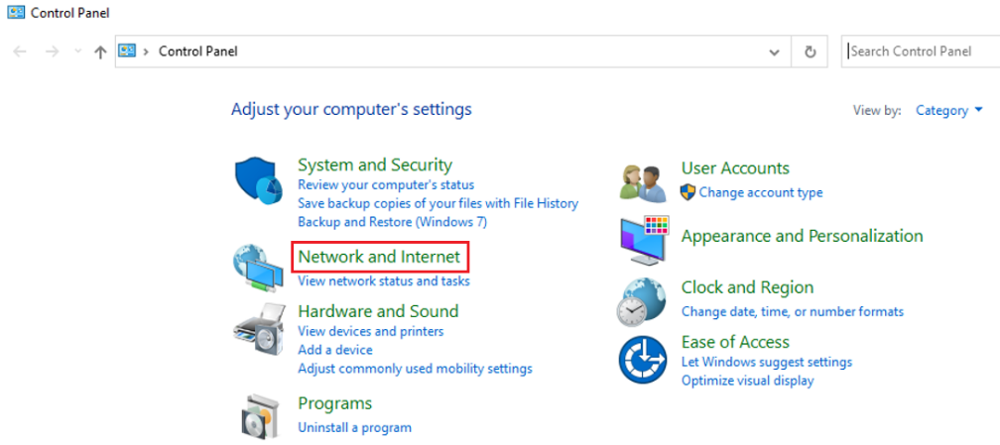 Control Panel
Control Panel
Search Control Panel
Adjust your computer's settings
View by: Category
System and Security
Review your computer's status
Save backup copies of your files with File History
Backup and Restore (Windows 7)
Network and Internet
View network status and tasks
Hardware and Sound
View devices and printers
Add a device
Adjust commonly used mobility settings
Programs
Uninstall a program
User Accounts
Change account type
Appearance and Personalization
Clock and Region
Change date, time, or number formats
Ease of Access
Let Windows suggest settings
Optimize visual display